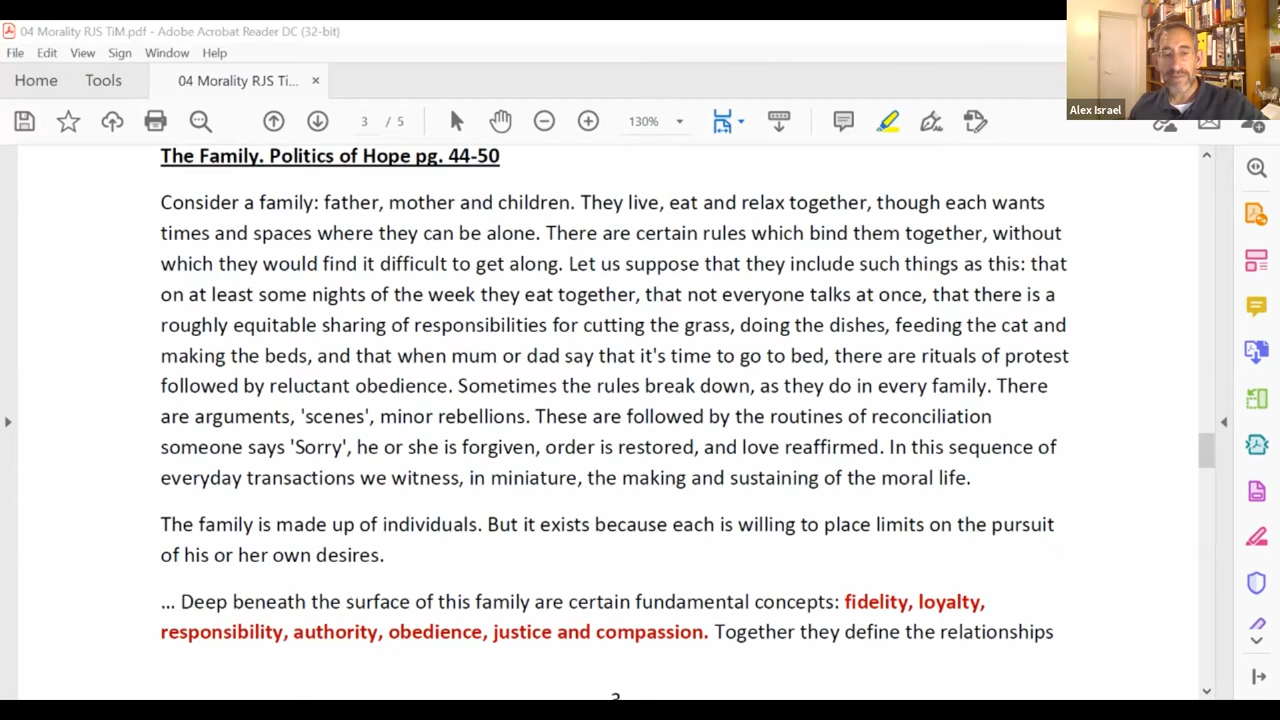 04 Morality RJS TiM.pdf - Adobe Acrobat Reader DC (32-bit)
File Edit View Sign Window Help
Home Tools 04 Morality RJS Ti... ×
3 / 5 130%
Alex Israel
The Family. Politics of Hope pg. 44-50
Consider a family: father, mother and children. They live, eat and relax together, though each wants
times and spaces where they can be alone. There are certain rules which bind them together, without
which they would find it difficult to get along. Let us suppose that they include such things as this: that
on at least some nights of the week they eat together, that not everyone talks at once, that there is a
roughly equitable sharing of responsibilities for cutting the grass, doing the dishes, feeding the cat and
making the beds, and that when mum or dad say that it's time to go to bed, there are rituals of protest
followed by reluctant obedience. Sometimes the rules break down, as they do in every family. There
are arguments, 'scenes', minor rebellions. These are followed by the routines of reconciliation
someone says 'Sorry', he or she is forgiven, order is restored, and love reaffirmed. In this sequence of
everyday transactions we witness, in miniature, the making and sustaining of the moral life.
The family is made up of individuals. But it exists because each is willing to place limits on the pursuit
of his or her own desires.
... Deep beneath the surface of this family are certain fundamental concepts: fidelity, loyalty,
responsibility, authority, obedience, justice and compassion. Together they define the relationships